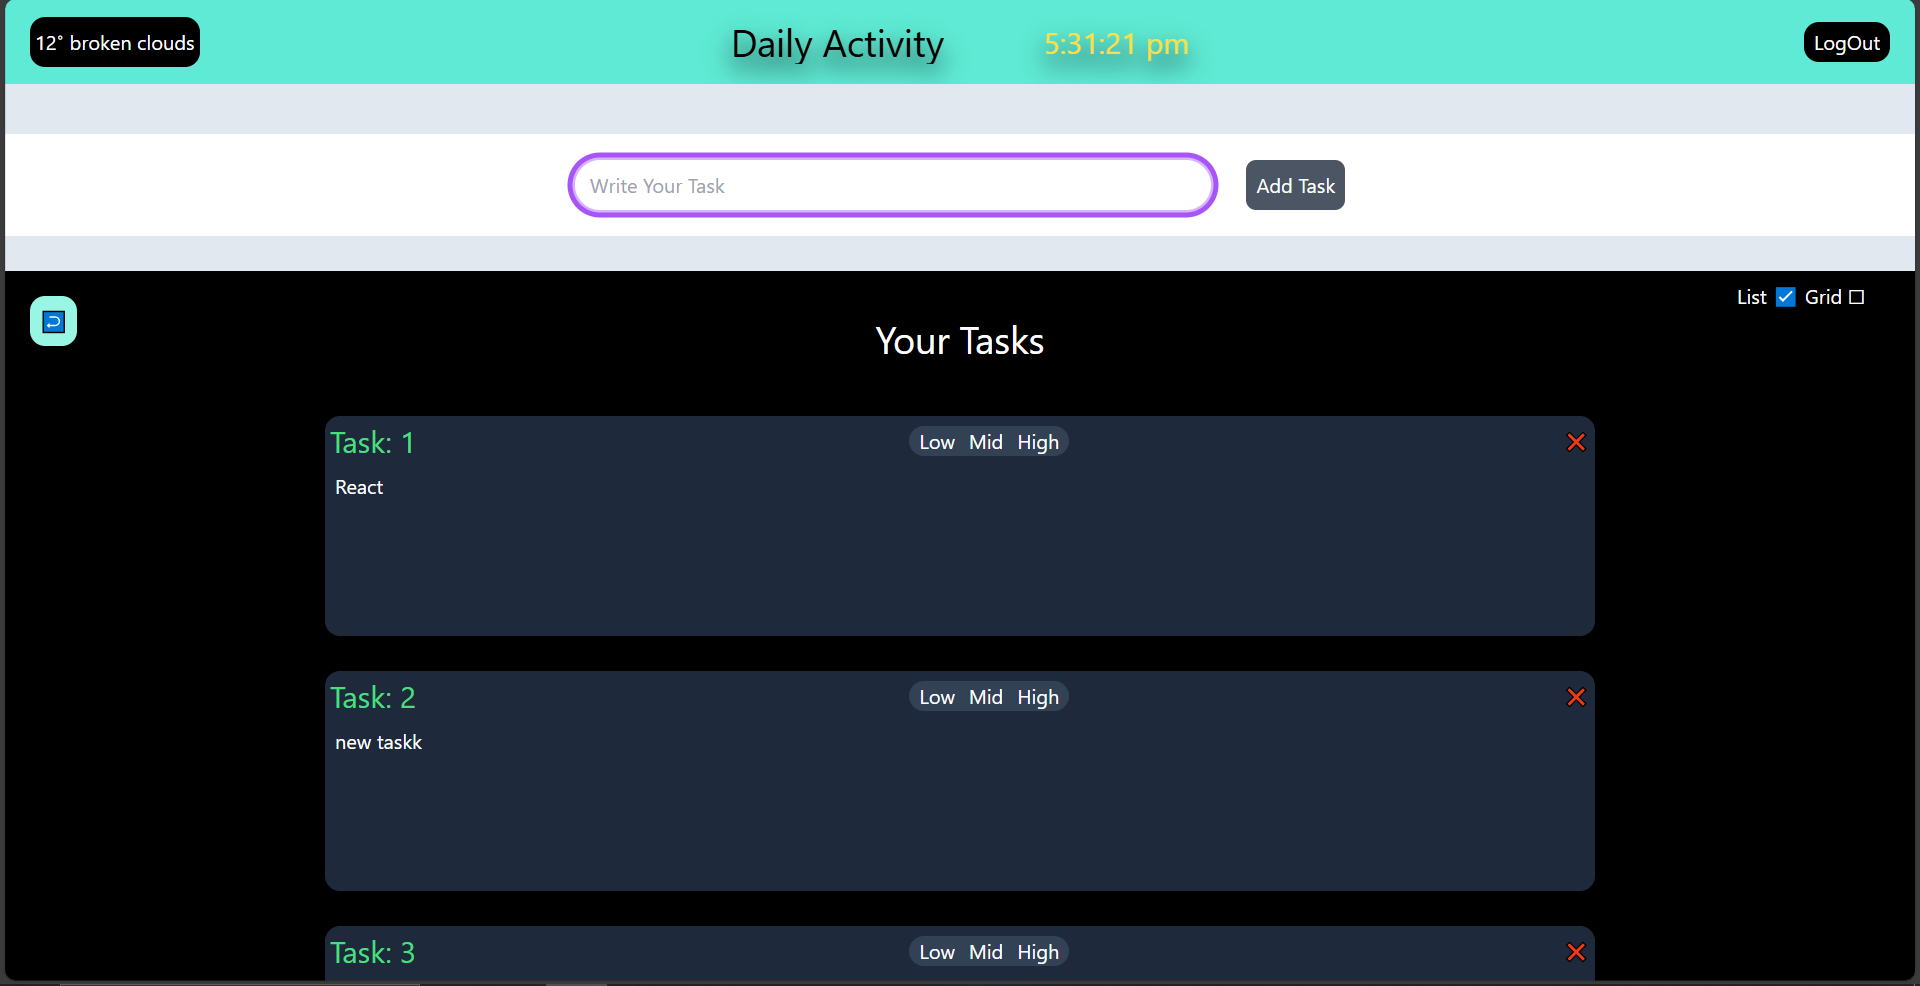 12° broken clouds
Daily Activity
5:31:21 pm
LogOut
Write Your Task
Add Task
List Grid
Your Tasks
Task: 1
Low Mid High
React
Task: 2
Low Mid High
new taskk
Task: 3
Low Mid High